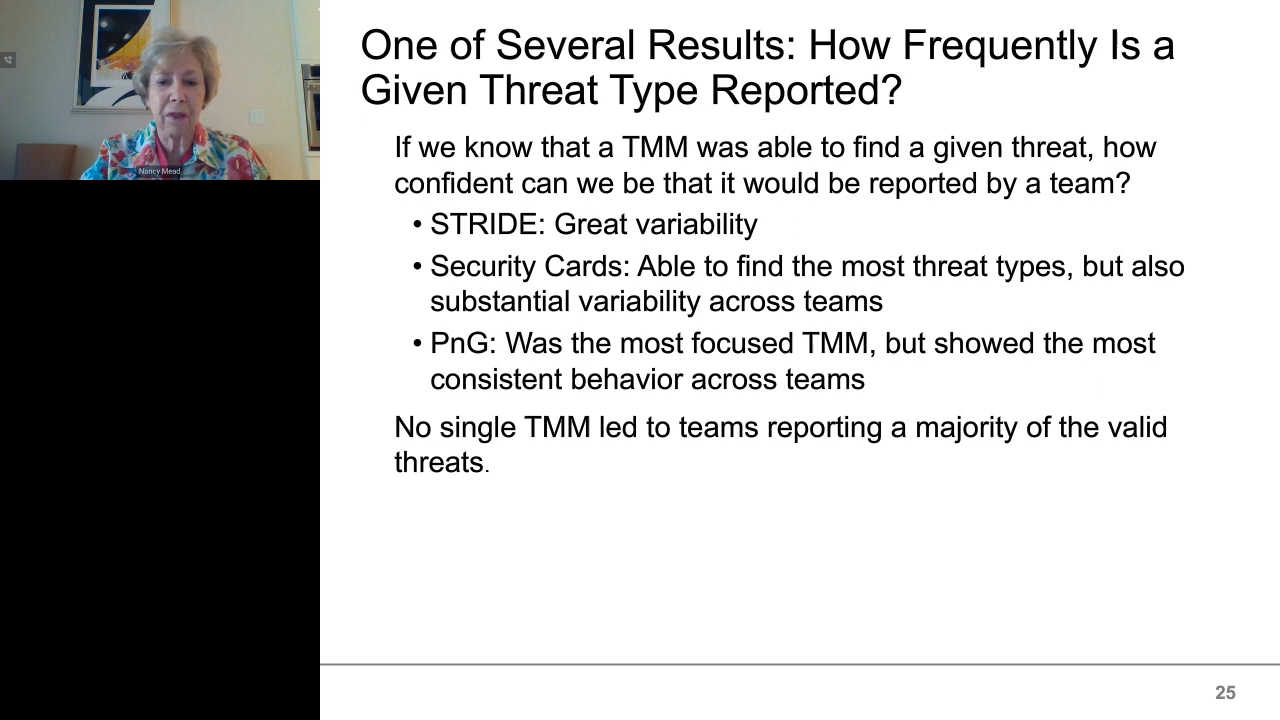 One of Several Results: How Frequently Is a
Given Threat Type Reported?
If we know that a TMM was able to find a given threat, how
confident can we be that it would be reported by a team?
• STRIDE: Great variability
• Security Cards: Able to find the most threat types, but also
substantial variability across teams
• PnG: Was the most focused TMM, but showed the most
consistent behavior across teams
No single TMM led to teams reporting a majority of the valid
threats.
Nancy Mead
25